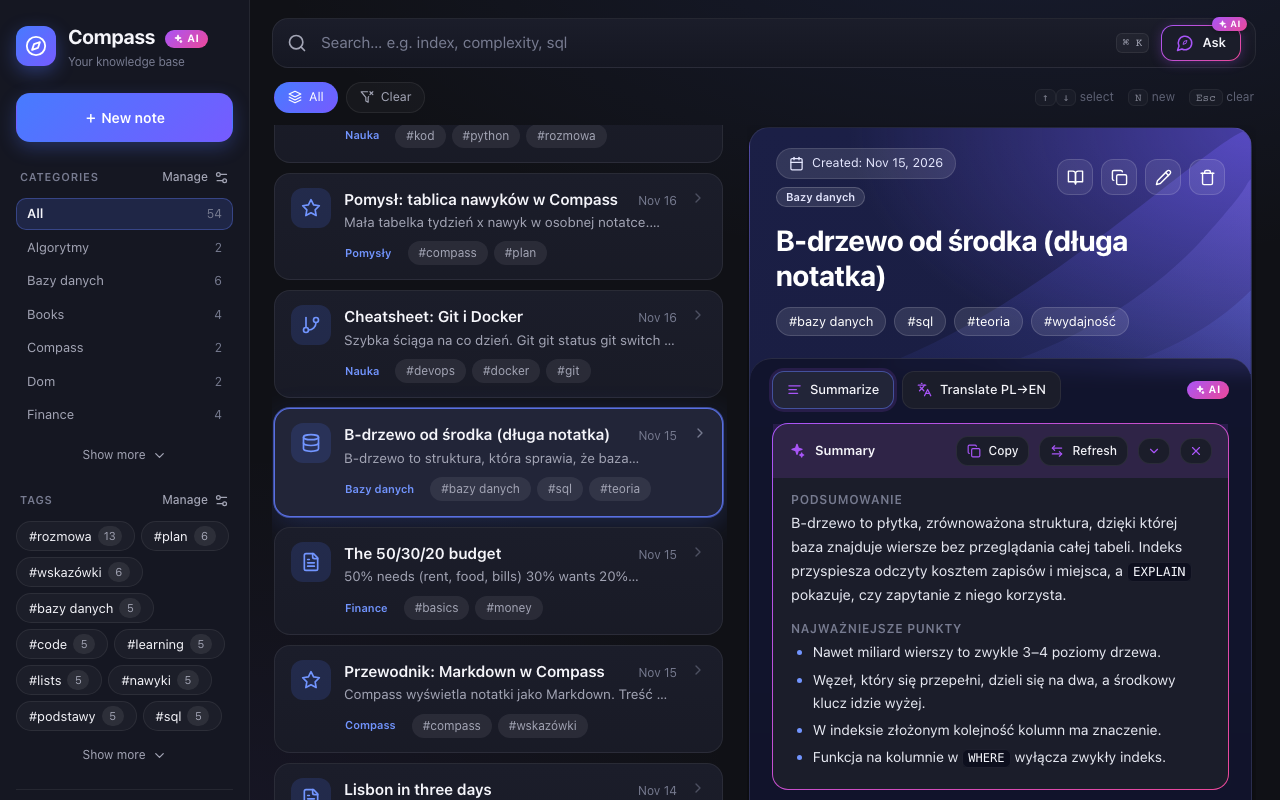 Compass
AI
Your knowledge base
+ New note
CATEGORIES
Manage
All 54
Algorytmy 2
Bazy danych 6
Books 4
Compass 2
Dom 2
Finance 4
Show more
TAGS
Manage
#rozmowa 13
#plan 6
#wskazówki 6
#bazy danych 5
#code 5
#learning 5
#lists 5
#nawyki 5
#podstawy 5
#sql 5
Show more
Search... e.g. index, complexity, sql
⌘ K
Ask
AI
All
Clear
↑ ↓ select
N new
Esc clear
Nauka #kod #python #rozmowa
Pomysł: tablica nawyków w Compass Nov 16
Mała tabelka tydzień x nawyk w osobnej notatce....
Pomysły #compass #plan
Cheatsheet: Git i Docker Nov 16
Szybka ściąga na co dzień. Git git status git switch ...
Nauka #devops #docker #git
B-drzewo od środka (długa notatka) Nov 15
B-drzewo to struktura, która sprawia, że baza...
Bazy danych #bazy danych #sql #teoria
The 50/30/20 budget Nov 15
50% needs (rent, food, bills) 30% wants 20%...
Finance #basics #money
Przewodnik: Markdown w Compass Nov 15
Compass wyświetla notatki jako Markdown. Treść ...
Compass #compass #wskazówki
Lisbon in three days Nov 14
Created: Nov 15, 2026
Bazy danych
B-drzewo od środka (długa
notatka)
#bazy danych #sql #teoria #wydajność
Summarize
Translate PL→EN
AI
Summary
Copy
Refresh
PODSUMOWANIE
B-drzewo to płytka, zrównoważona struktura, dzięki której
baza znajduje wiersze bez przeglądania całej tabeli. Indeks
przyspiesza odczyty kosztem zapisów i miejsca, a EXPLAIN
pokazuje, czy zapytanie z niego korzysta.
NAJWAŻNIEJSZE PUNKTY
• Nawet miliard wierszy to zwykle 3–4 poziomy drzewa.
• Węzeł, który się przepełni, dzieli się na dwa, a środkowy
klucz idzie wyżej.
• W indeksie złożonym kolejność kolumn ma znaczenie.
• Funkcja na kolumnie w WHERE wyłącza zwykły indeks.